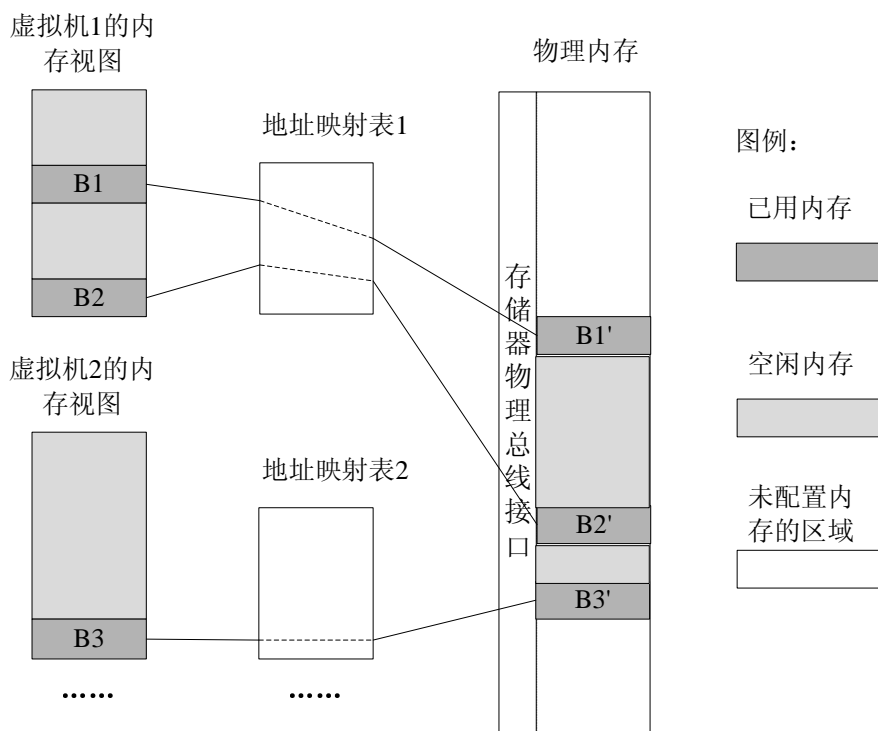 虚拟机1的内
存视图
B1
B2
虚拟机2的内
存视图
B3
……
地址映射表1
地址映射表2
……
物理内存
存储器物理总线接口
B1'
B2'
B3'
图例：
已用内存
空闲内存
未配置内
存的区域